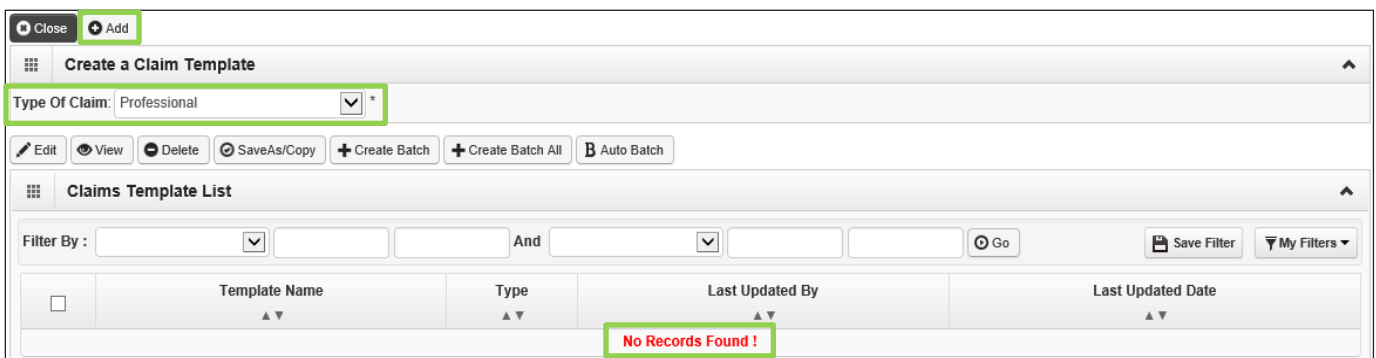 Close Add
Create a Claim Template
Type Of Claim: Professional *
Edit View Delete SaveAs/Copy Create Batch Create Batch All B Auto Batch
Claims Template List
Filter By : And Go Save Filter My Filters
Template Name Type Last Updated By Last Updated Date
No Records Found !